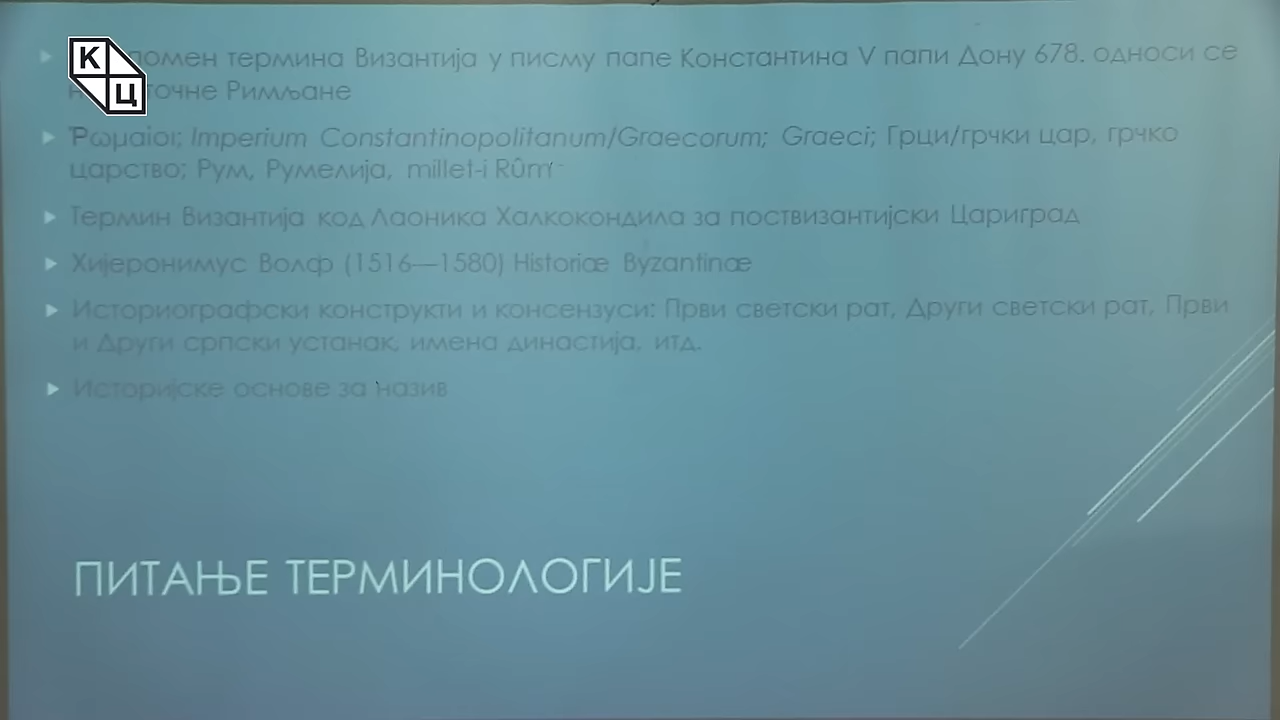 К
Ц
термина Византија у писму папе Константина V папи Дону 678. односи се
Римљане
Ῥωμαῖοι; Imperium Constantinopolitanum/Graecorum; Graeci; Грци/грчки цар, грчко
царство; Рум, Румелија, millet-i Rûm
Термин Византија код Лаоника Халкокондила за поствизантијски Цариград
Хијеронимус Волф (1516—1580) Historiæ Byzantinæ
Историографски конструкти и консензуси: Први светски рат, Други светски рат, Први
и Други српски устанак, имена династија, итд.
Историјске основе за назив
ПИТАЊЕ ТЕРМИНОЛОГИЈЕ